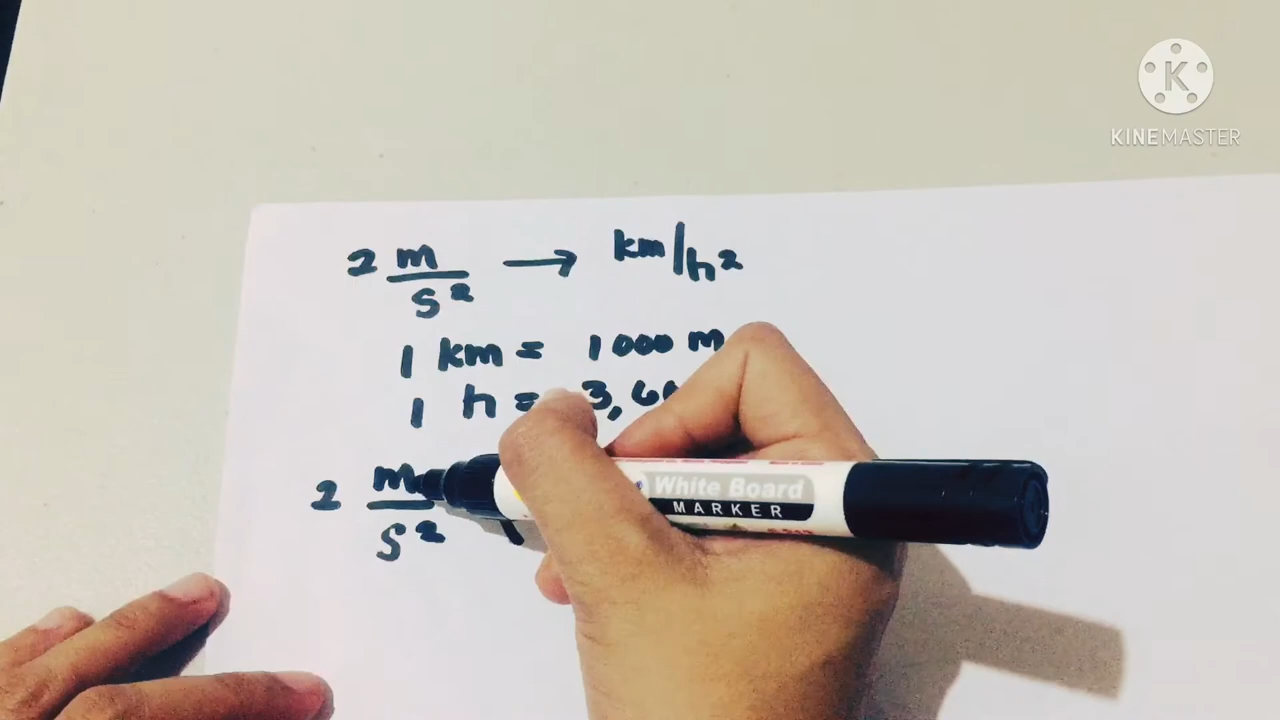 KINEMASTER
2 m/s² → km/h²
1 km = 1000 m
1 h = 3,6
2 m/s²
White Board
MARKER